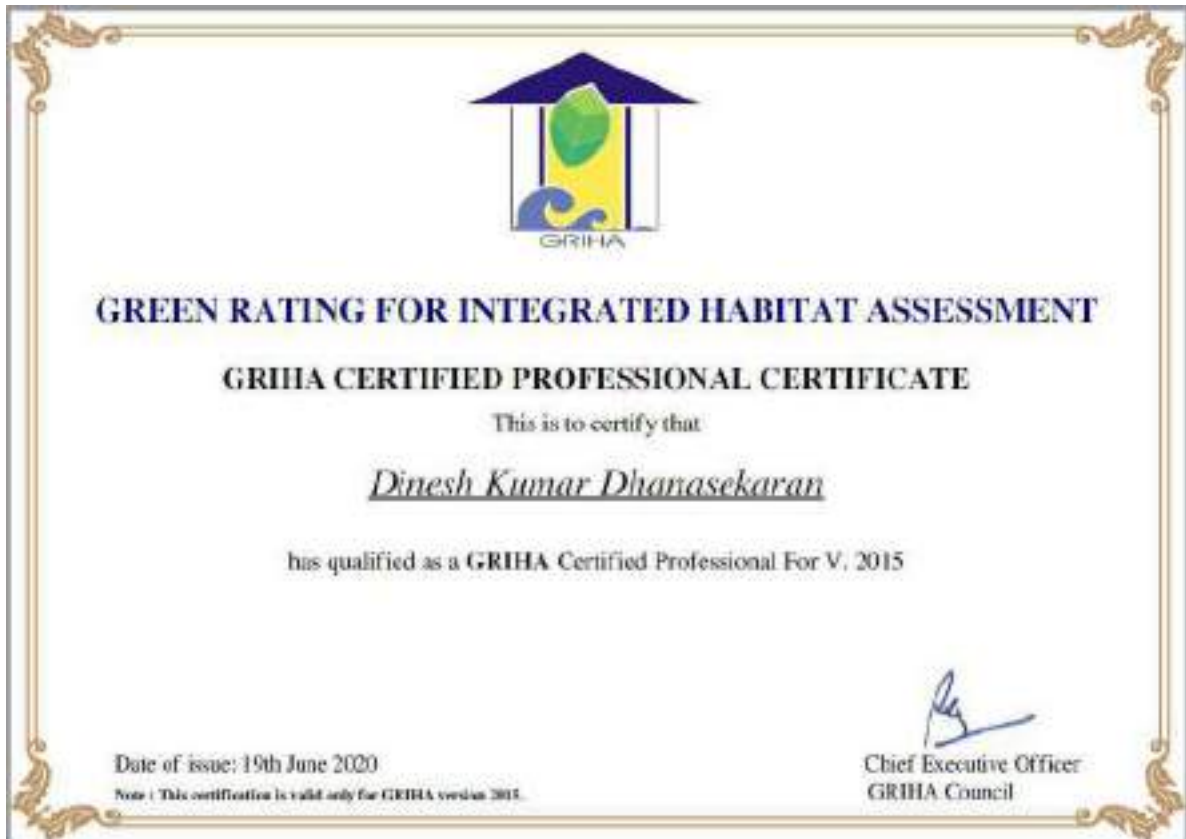 GRIHA
GREEN RATING FOR INTEGRATED HABITAT ASSESSMENT
GRIHA CERTIFIED PROFESSIONAL CERTIFICATE
This is to certify that
Dinesh Kumar Dhanasekaran
has qualified as a GRIHA Certified Professional For V. 2015
Date of issue: 19th June 2020
Note : This certification is valid only for GRIHA version 2015.
Chief Executive Officer
GRIHA Council